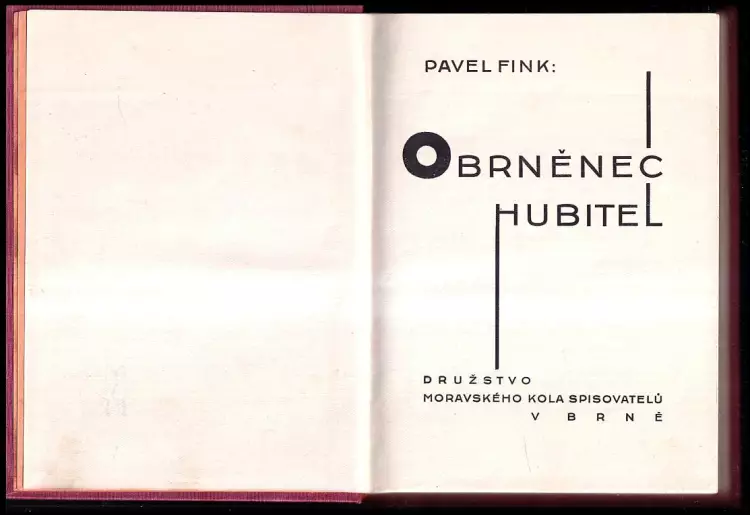 PAVEL FINK:
OBRNĚNEC
HUBITEL
DRUŽSTVO
MORAVSKÉHO KOLA SPISOVATELŮ
V BRNĚ